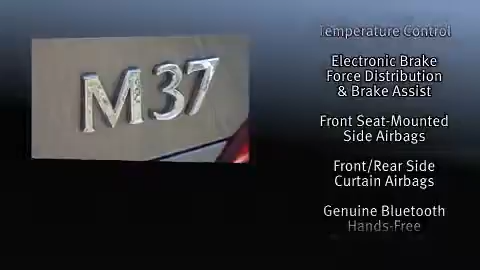 M37
Temperature Control
Electronic Brake
Force Distribution
& Brake Assist
Front Seat-Mounted
Side Airbags
Front/Rear Side
Curtain Airbags
Genuine Bluetooth
Hands-Free